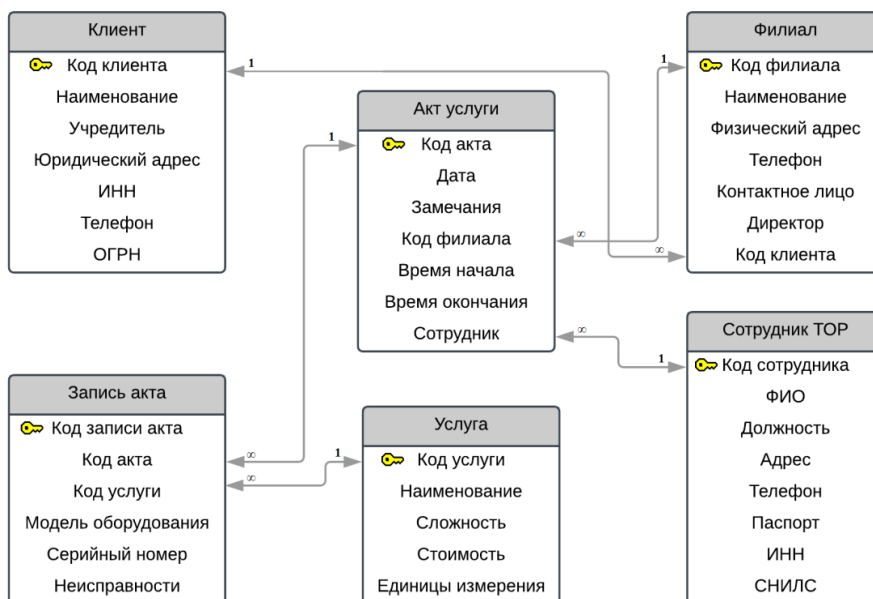 Клиент
Код клиента
Наименование
Учредитель
Юридический адрес
ИНН
Телефон
ОГРН
1
Акт услуги
Код акта
Дата
Замечания
Код филиала
Время начала
Время окончания
Сотрудник
1
∞
∞
Филиал
Код филиала
Наименование
Физический адрес
Телефон
Контактное лицо
Директор
Код клиента
1
∞
Сотрудник ТОР
Код сотрудника
ФИО
Должность
Адрес
Телефон
Паспорт
ИНН
СНИЛС
1
Запись акта
Код записи акта
Код акта
Код услуги
Модель оборудования
Серийный номер
Неисправности
∞
∞
Услуга
Код услуги
Наименование
Сложность
Стоимость
Единицы измерения
1